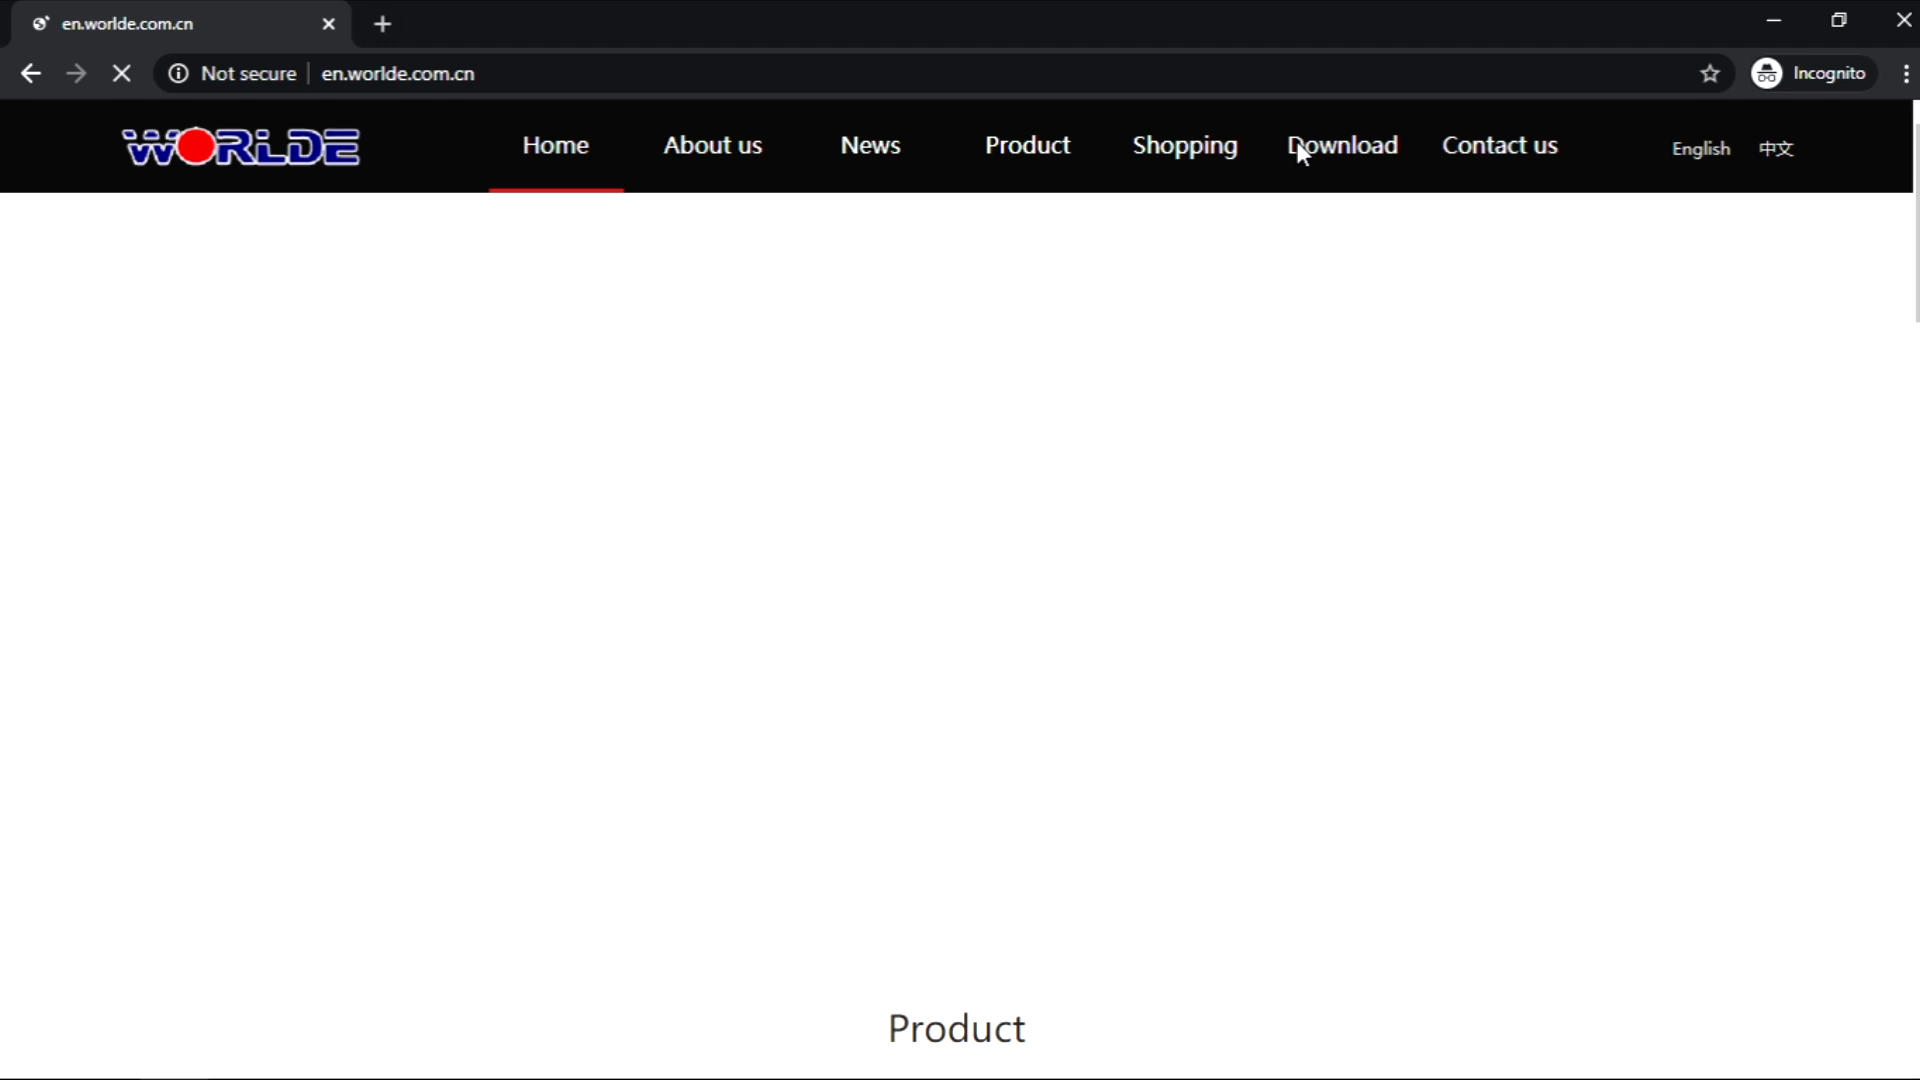 en.worlde.com.cn
Not secure en.worlde.com.cn Incognito
WORLDE Home About us News Product Shopping Download Contact us English 中文
Product